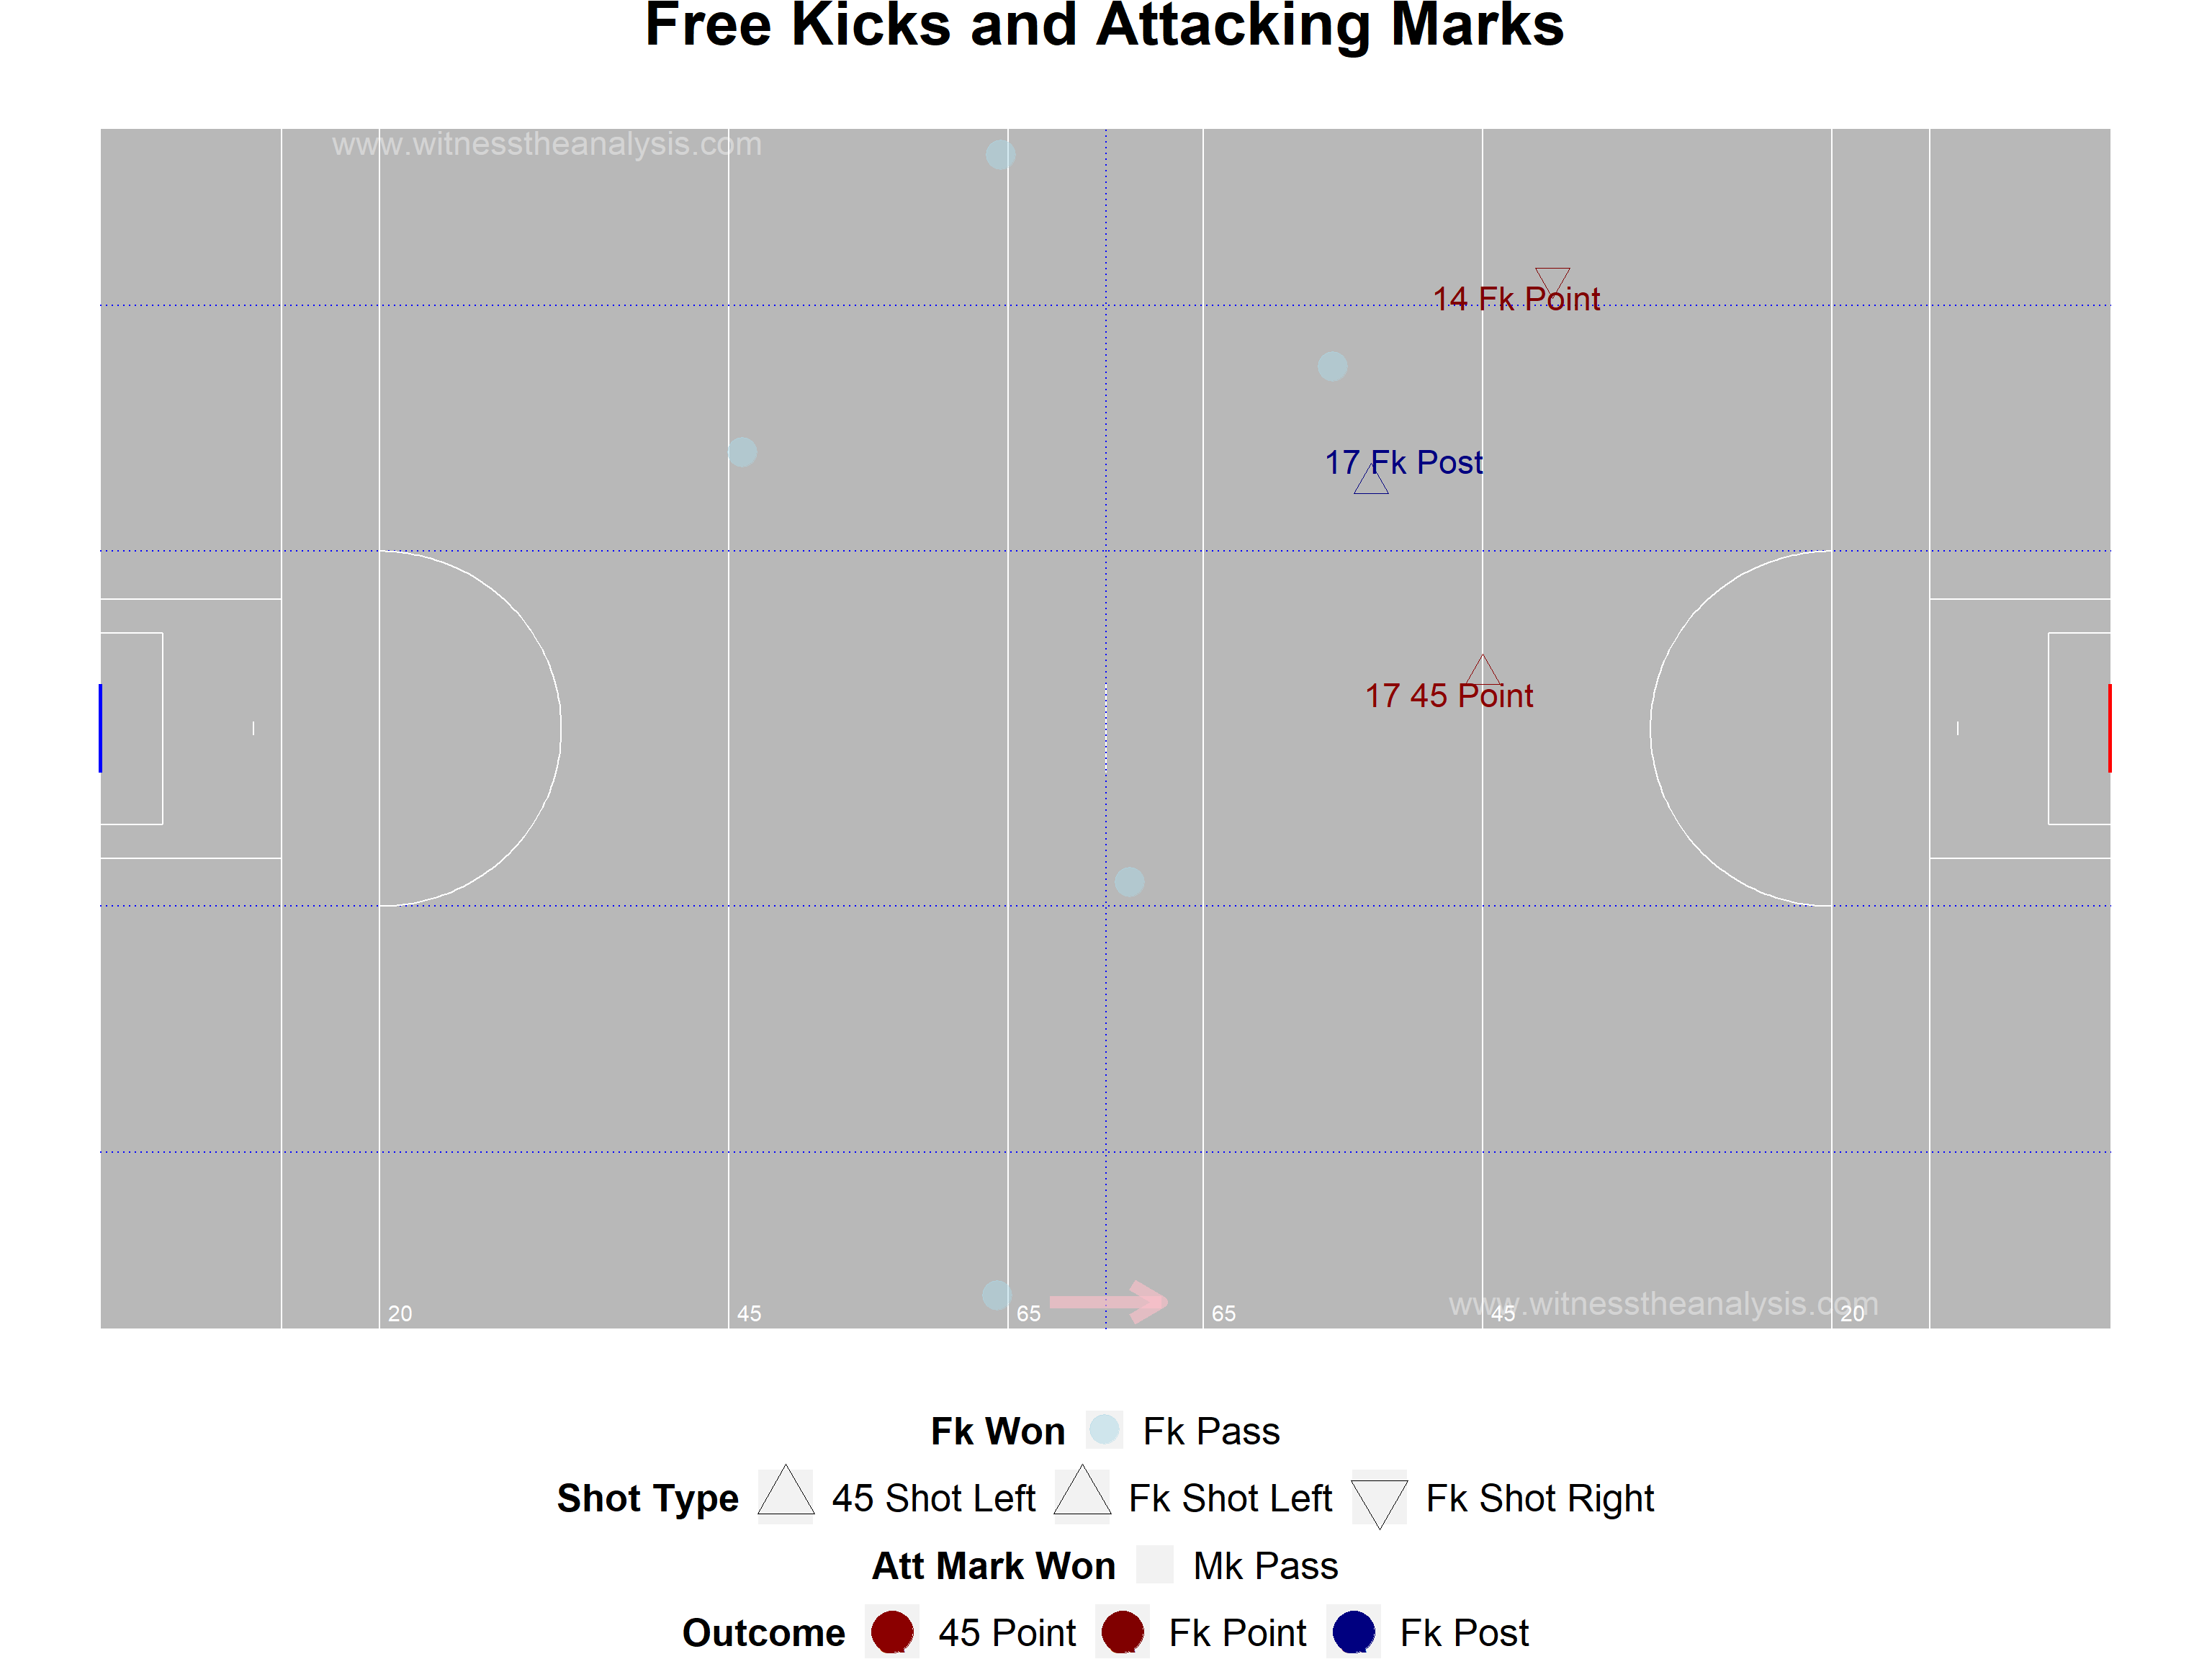 Free Kicks and Attacking Marks
www.witnesstheanalysis.com
14 Fk Point
17 Fk Post
17 45 Point
www.witnesstheanalysis.com
20 45 65 65 45 20
Fk Won Fk Pass
Shot Type 45 Shot Left Fk Shot Left Fk Shot Right
Att Mark Won Mk Pass
Outcome 45 Point Fk Point Fk Post